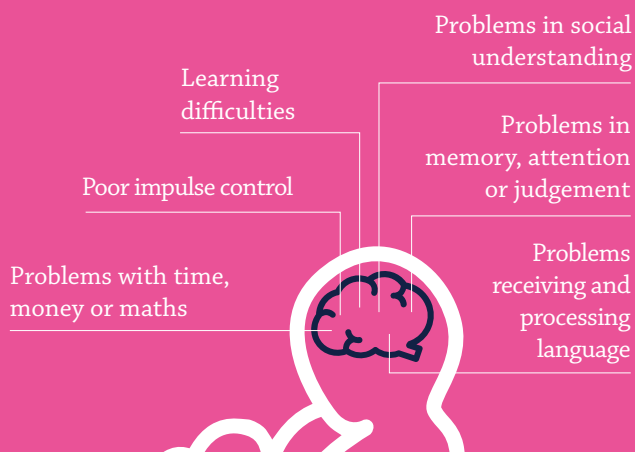 Problems in social
understanding
Learning
difficulties
Problems in
memory, attention
or judgement
Poor impulse control
Problems
receiving and
processing
language
Problems with time,
money or maths